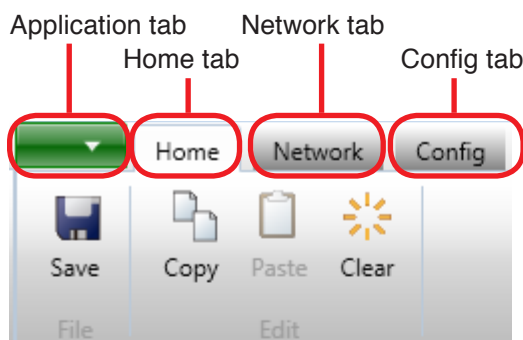 Application tab
Network tab
Home tab
Config tab
Home
Network
Config
Save
Copy
Paste
Clear
File
Edit